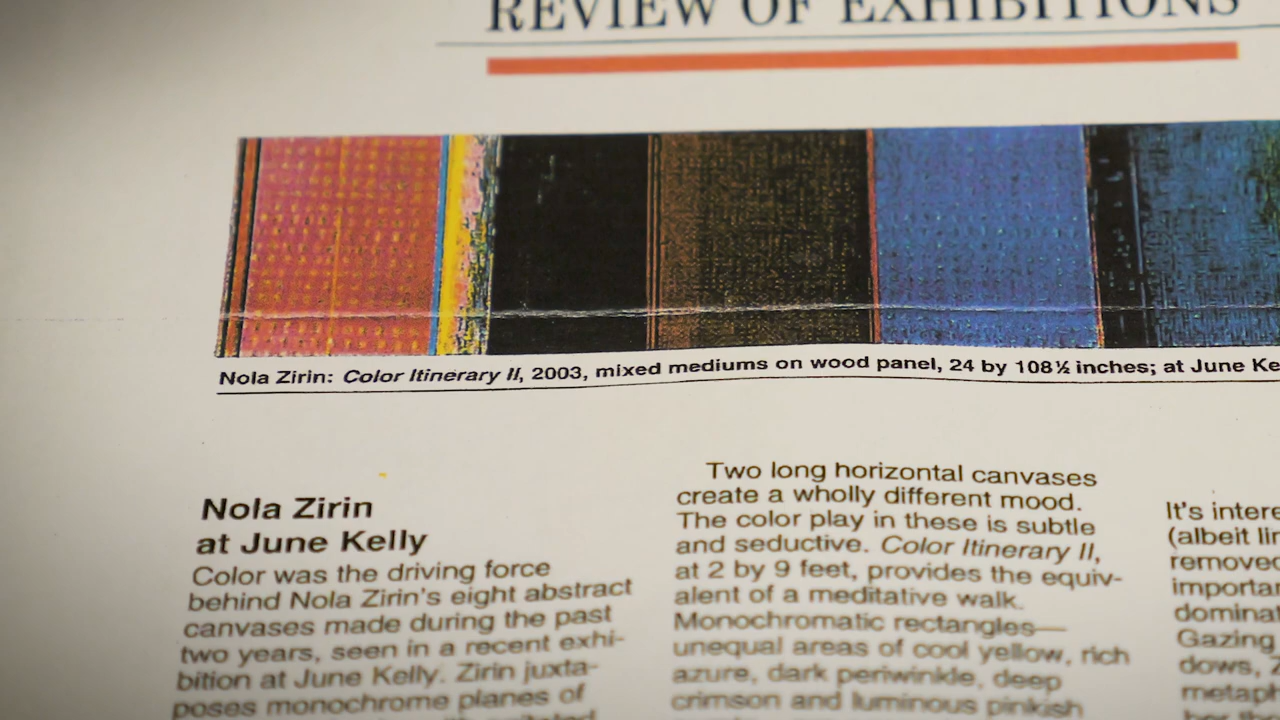 REVIEW OF EXHIBITIONS
Nola Zirin: Color Itinerary II, 2003, mixed mediums on wood panel, 24 by 108½ inches; at June Ke
Nola Zirin
at June Kelly
Color was the driving force
behind Nola Zirin's eight abstract
canvases made during the past
two years, seen in a recent exhi-
bition at June Kelly. Zirin juxta-
poses monochrome planes of
Two long horizontal canvases
create a wholly different mood.
The color play in these is subtle
and seductive. Color Itinerary II,
at 2 by 9 feet, provides the equiv-
alent of a meditative walk.
Monochromatic rectangles—
unequal areas of cool yellow, rich
azure, dark periwinkle, deep
crimson and luminous pinkish
It's intere
(albeit lin
removed
importan
dominat
Gazing
dows, 2
metaph